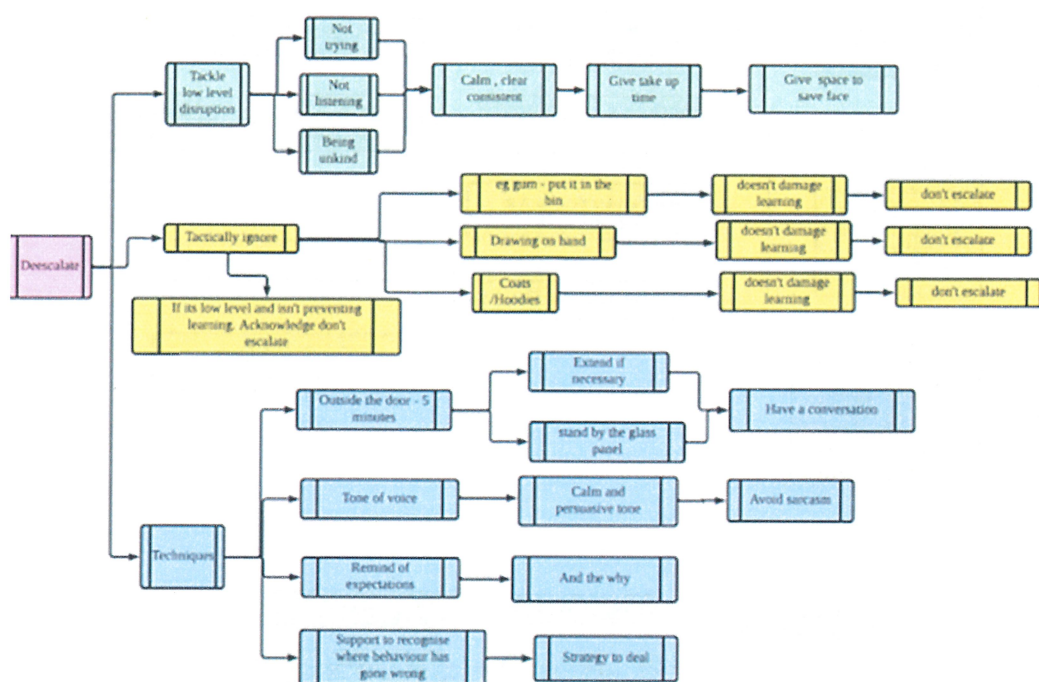 Deescalate
Tackle
low level
disruption
Not
trying
Not
listening
Being
unkind
Calm , clear
consistent
Give take up
time
Give space to
save face
Tactically ignore
If its low level and isn't preventing
learning. Acknowledge don't
escalate
eg gum - put it in the
bin
doesn't damage
learning
don't escalate
Drawing on hand
doesn't damage
learning
don't escalate
Coats
/Hoodies
doesn't damage
learning
don't escalate
Techniques
Outside the door - 5
minutes
Extend if
necessary
stand by the glass
panel
Have a conversation
Tone of voice
Calm and
persuasive tone
Avoid sarcasm
Remind of
expectations
And the why
Support to recognise
where behaviour has
gone wrong
Strategy to deal